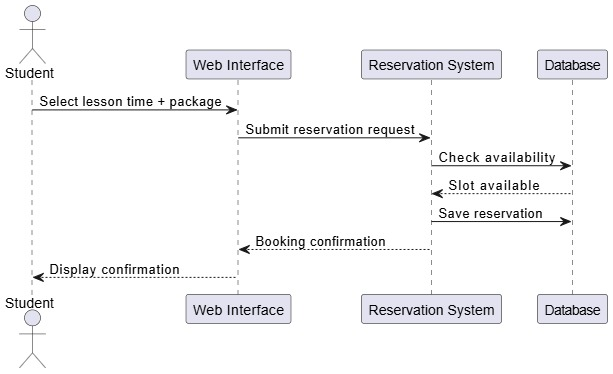 Student
Web Interface
Reservation System
Database
Select lesson time + package
Submit reservation request
Check availability
Slot available
Save reservation
Booking confirmation
Display confirmation
Student
Web Interface
Reservation System
Database